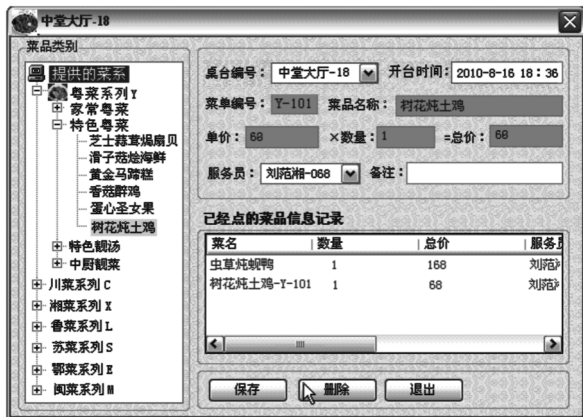 中堂大厅-18
菜品类别
提供的菜系
粤菜系列Y
家常粤菜
特色粤菜
芝士蒜茸焗扇贝
滑子菇烩海鲜
黄金马蹄糕
香菇醉鸡
蛋心圣女果
树花炖土鸡
特色靓汤
中厨靓菜
川菜系列C
湘菜系列X
鲁菜系列L
苏菜系列S
鄂菜系列E
闽菜系列M
桌台编号: 中堂大厅-18 开台时间: 2010-8-16 18:36
菜单编号: Y-101 菜品名称: 树花炖土鸡
单价: 68 ×数量: 1 =总价: 68
服务员: 刘范湘-068 备注:
已经点的菜品信息记录
菜名 数量 总价 服务员
虫草炖蚬鸭 1 168 刘范
树花炖土鸡-Y-101 1 68 刘范
保存 删除 退出